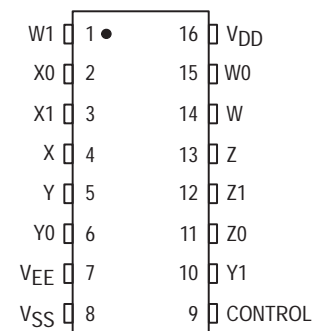 W1 1 16 VDD
X0 2 15 W0
X1 3 14 W
X 4 13 Z
Y 5 12 Z1
Y0 6 11 Z0
VEE 7 10 Y1
VSS 8 9 CONTROL